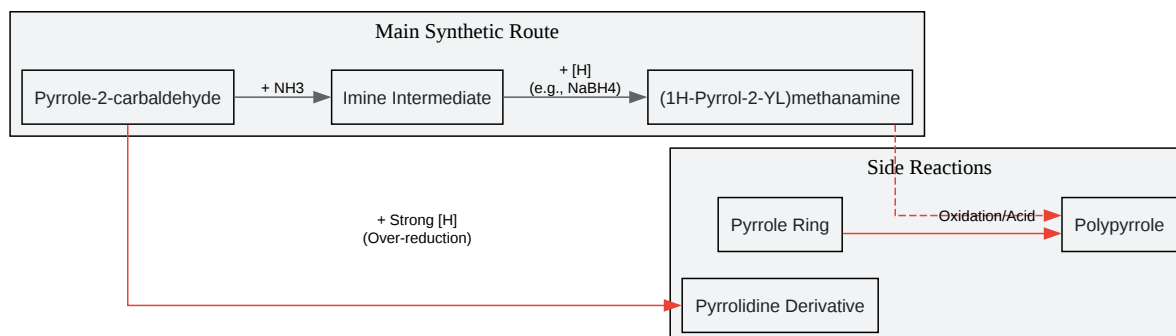 Main Synthetic Route
Pyrrole-2-carbaldehyde
+ NH3
Imine Intermediate
+ [H]
(e.g., NaBH4)
(1H-Pyrrol-2-YL)methanamine
Side Reactions
+ Strong [H]
(Over-reduction)
Pyrrole Ring
Oxidation/Acid
Polypyrrole
Pyrrolidine Derivative